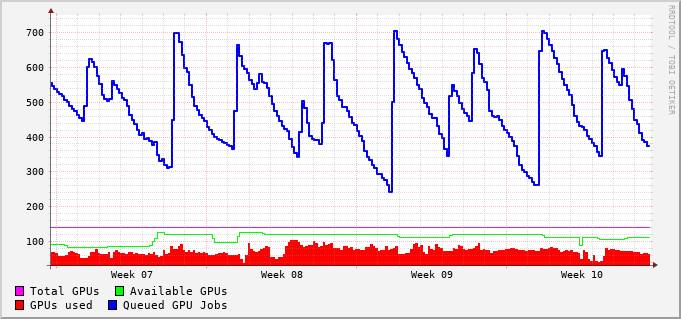 700
600
500
400
300
200
100
Week 07 Week 08 Week 09 Week 10
Total GPUs Available GPUs
GPUs used Queued GPU Jobs
RRDTOOL / TOBI OETIKER